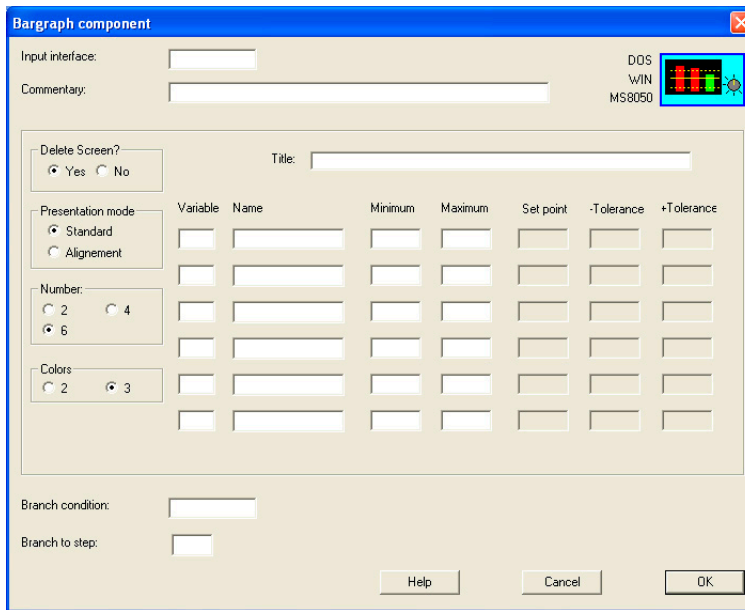 Bargraph component
Input interface:
DOS
WIN
MS8050
Commentary:
Delete Screen?
Yes No
Title:
Presentation mode
Standard
Alignement
Variable Name Minimum Maximum Set point -Tolerance +Tolerance
Number:
2 4
6
Colors
2 3
Branch condition:
Branch to step:
Help Cancel OK